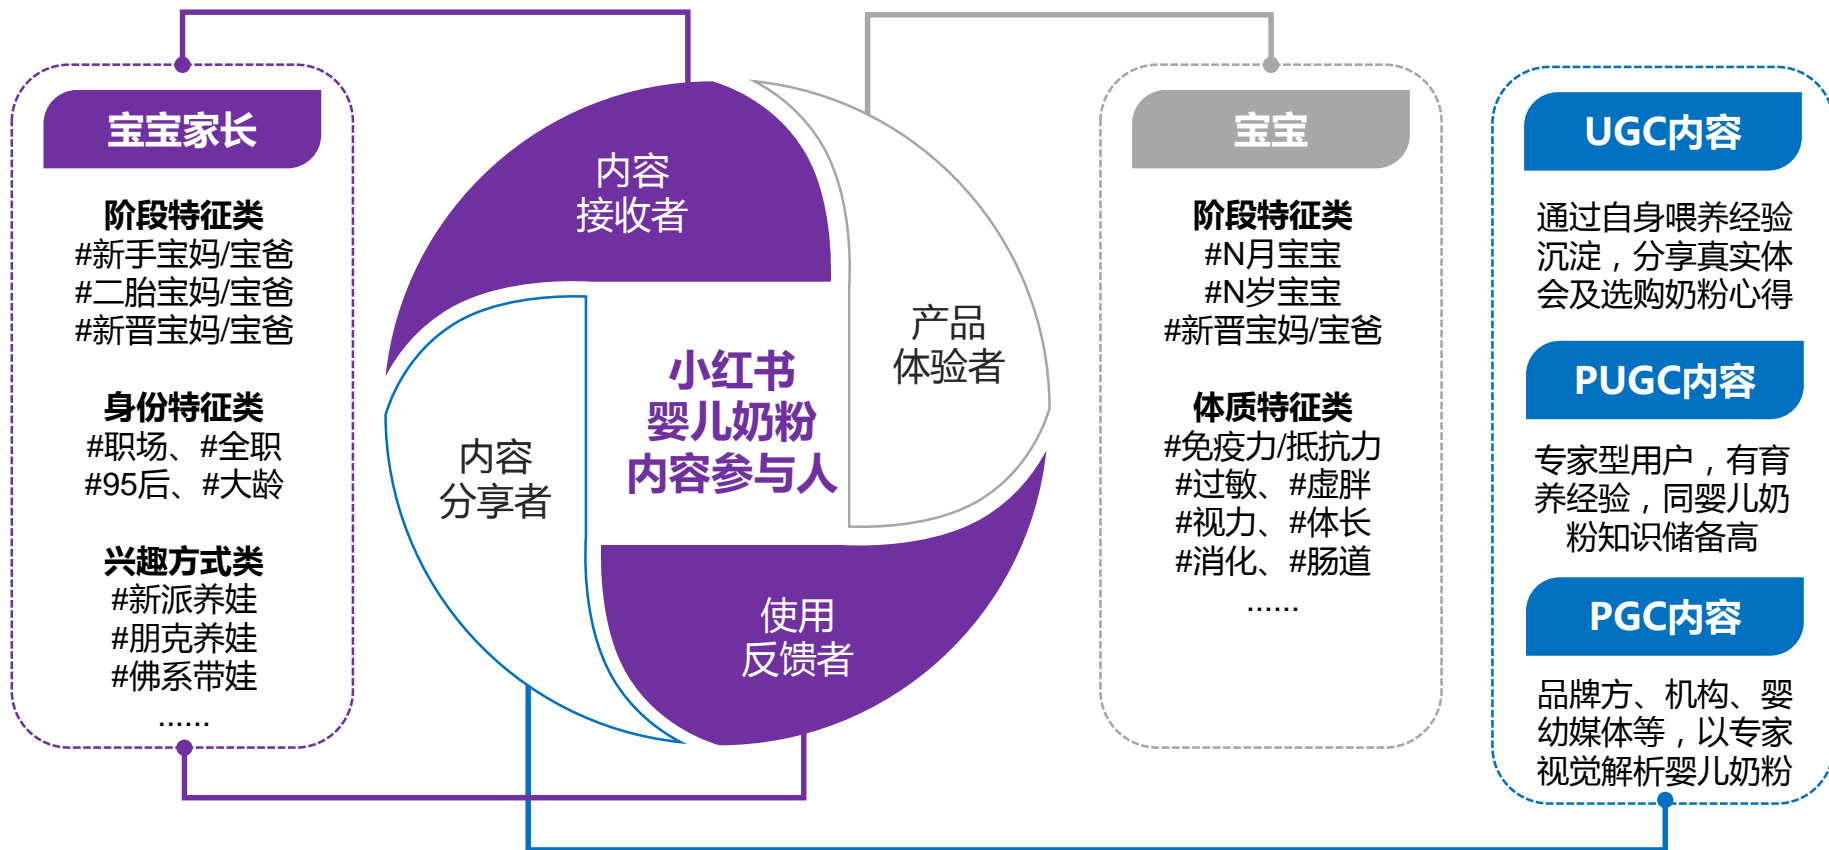 宝宝家长
阶段特征类
#新手宝妈/宝爸
#二胎宝妈/宝爸
#新晋宝妈/宝爸
身份特征类
#职场、#全职
#95后、#大龄
兴趣方式类
#新派养娃
#朋克养娃
#佛系带娃
......
内容
接收者
产品
体验者
小红书
婴儿奶粉
内容参与人
内容
分享者
使用
反馈者
宝宝
阶段特征类
#N月宝宝
#N岁宝宝
#新晋宝妈/宝爸
体质特征类
#免疫力/抵抗力
#过敏、#虚胖
#视力、#体长
#消化、#肠道
......
UGC内容
通过自身喂养经验
沉淀，分享真实体
会及选购奶粉心得
PUGC内容
专家型用户，有育
养经验，同婴儿奶
粉知识储备高
PGC内容
品牌方、机构、婴
幼媒体等，以专家
视觉解析婴儿奶粉